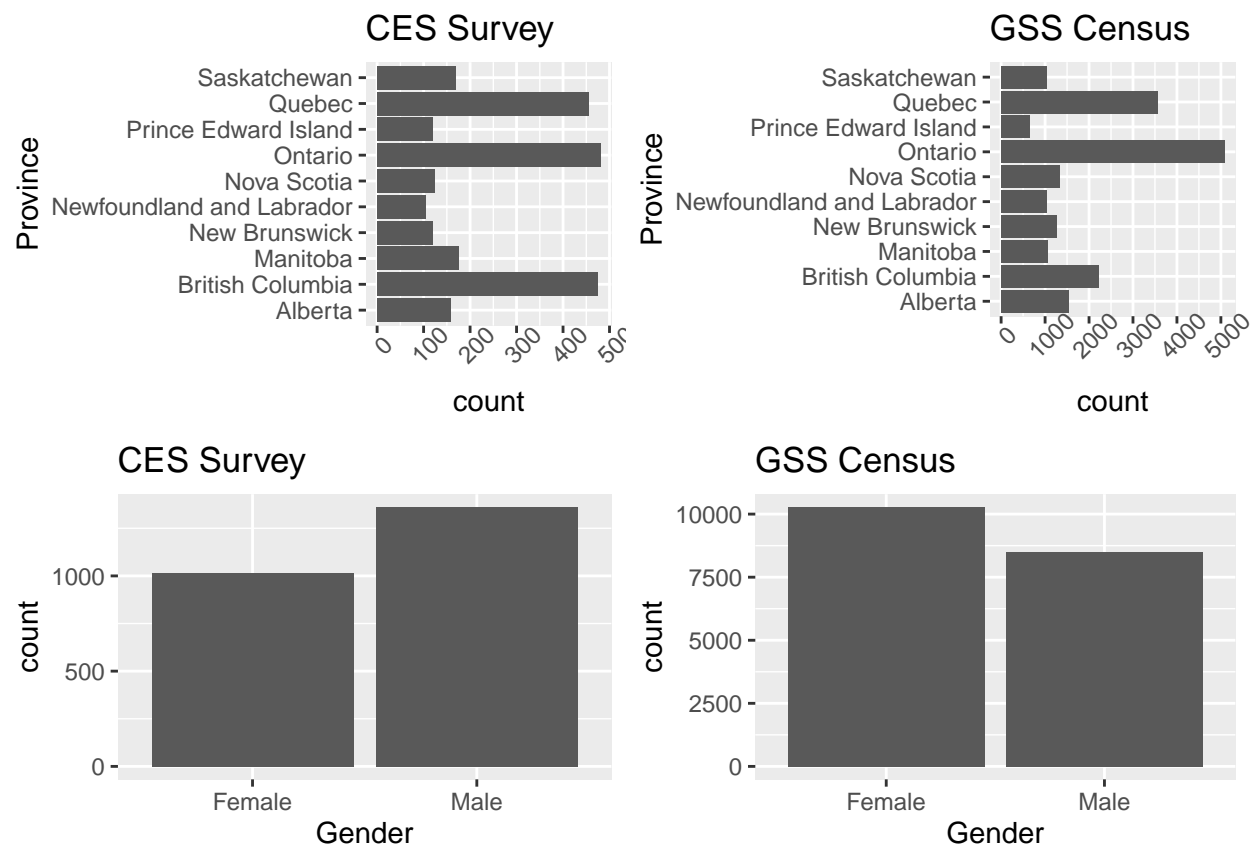 CES Survey
Province
Saskatchewan
Quebec
Prince Edward Island
Ontario
Nova Scotia
Newfoundland and Labrador
New Brunswick
Manitoba
British Columbia
Alberta
0 100 200 300 400 500
count
GSS Census
Province
Saskatchewan
Quebec
Prince Edward Island
Ontario
Nova Scotia
Newfoundland and Labrador
New Brunswick
Manitoba
British Columbia
Alberta
0 1000 2000 3000 4000 5000
count
CES Survey
count
1000
500
0
Female Male
Gender
GSS Census
count
10000
7500
5000
2500
0
Female Male
Gender